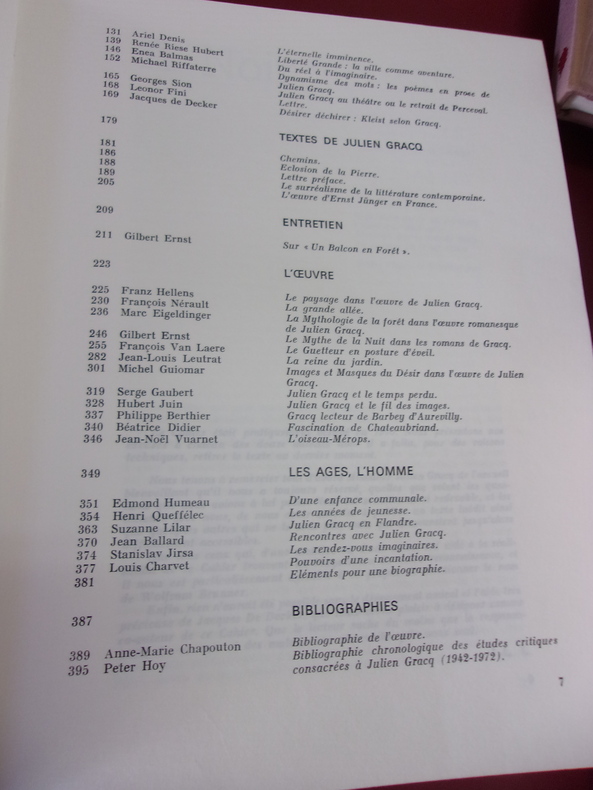 131 Ariel Denis L'éternelle imminence.
139 Renée Riese Hubert Liberté Grande : la ville comme aventure.
146 Enea Balmas Du réel à l'imaginaire.
152 Michael Riffaterre Dynamisme des mots : les poèmes en prose de
Julien Gracq.
165 Georges Sion Julien Gracq au théâtre ou le retrait de Perceval.
168 Leonor Fini Lettre.
169 Jacques de Decker Désirer déchirer : Kleist selon Gracq.
179 TEXTES DE JULIEN GRACQ
181 Chemins.
186 Eclosion de la Pierre.
188 Lettre préface.
189 Le surréalisme de la littérature contemporaine.
205 L'œuvre d'Ernst Jünger en France.
209 ENTRETIEN
211 Gilbert Ernst Sur « Un Balcon en Forêt ».
223 L'ŒUVRE
225 Franz Hellens Le paysage dans l'œuvre de Julien Gracq.
230 François Nérault La grande allée.
236 Marc Eigeldinger La Mythologie de la forêt dans l'œuvre romanesque
de Julien Gracq.
246 Gilbert Ernst Le Mythe de la Nuit dans les romans de Gracq.
255 François Van Laere Le Guetteur en posture d'éveil.
282 Jean-Louis Leutrat La reine du jardin.
301 Michel Guiomar Images et Masques du Désir dans l'œuvre de Julien
Gracq.
319 Serge Gaubert Julien Gracq et le temps perdu.
328 Hubert Juin Julien Gracq et le fil des images.
337 Philippe Berthier Gracq lecteur de Barbey d'Aurevilly.
340 Béatrice Didier Fascination de Chateaubriand.
346 Jean-Noël Vuarnet L'oiseau-Mérops.
349 LES AGES, L'HOMME
351 Edmond Humeau D'une enfance communale.
354 Henri Queffélec Les années de jeunesse.
363 Suzanne Lilar Julien Gracq en Flandre.
370 Jean Ballard Rencontres avec Julien Gracq.
374 Stanislav Jirsa Les rendez-vous imaginaires.
377 Louis Charvet Pouvoirs d'une incantation.
381 Eléments pour une biographie.
387 BIBLIOGRAPHIES
389 Anne-Marie Chapouton Bibliographie de l'œuvre.
395 Peter Hoy Bibliographie chronologique des études critiques
consacrées à Julien Gracq (1942-1972).
7